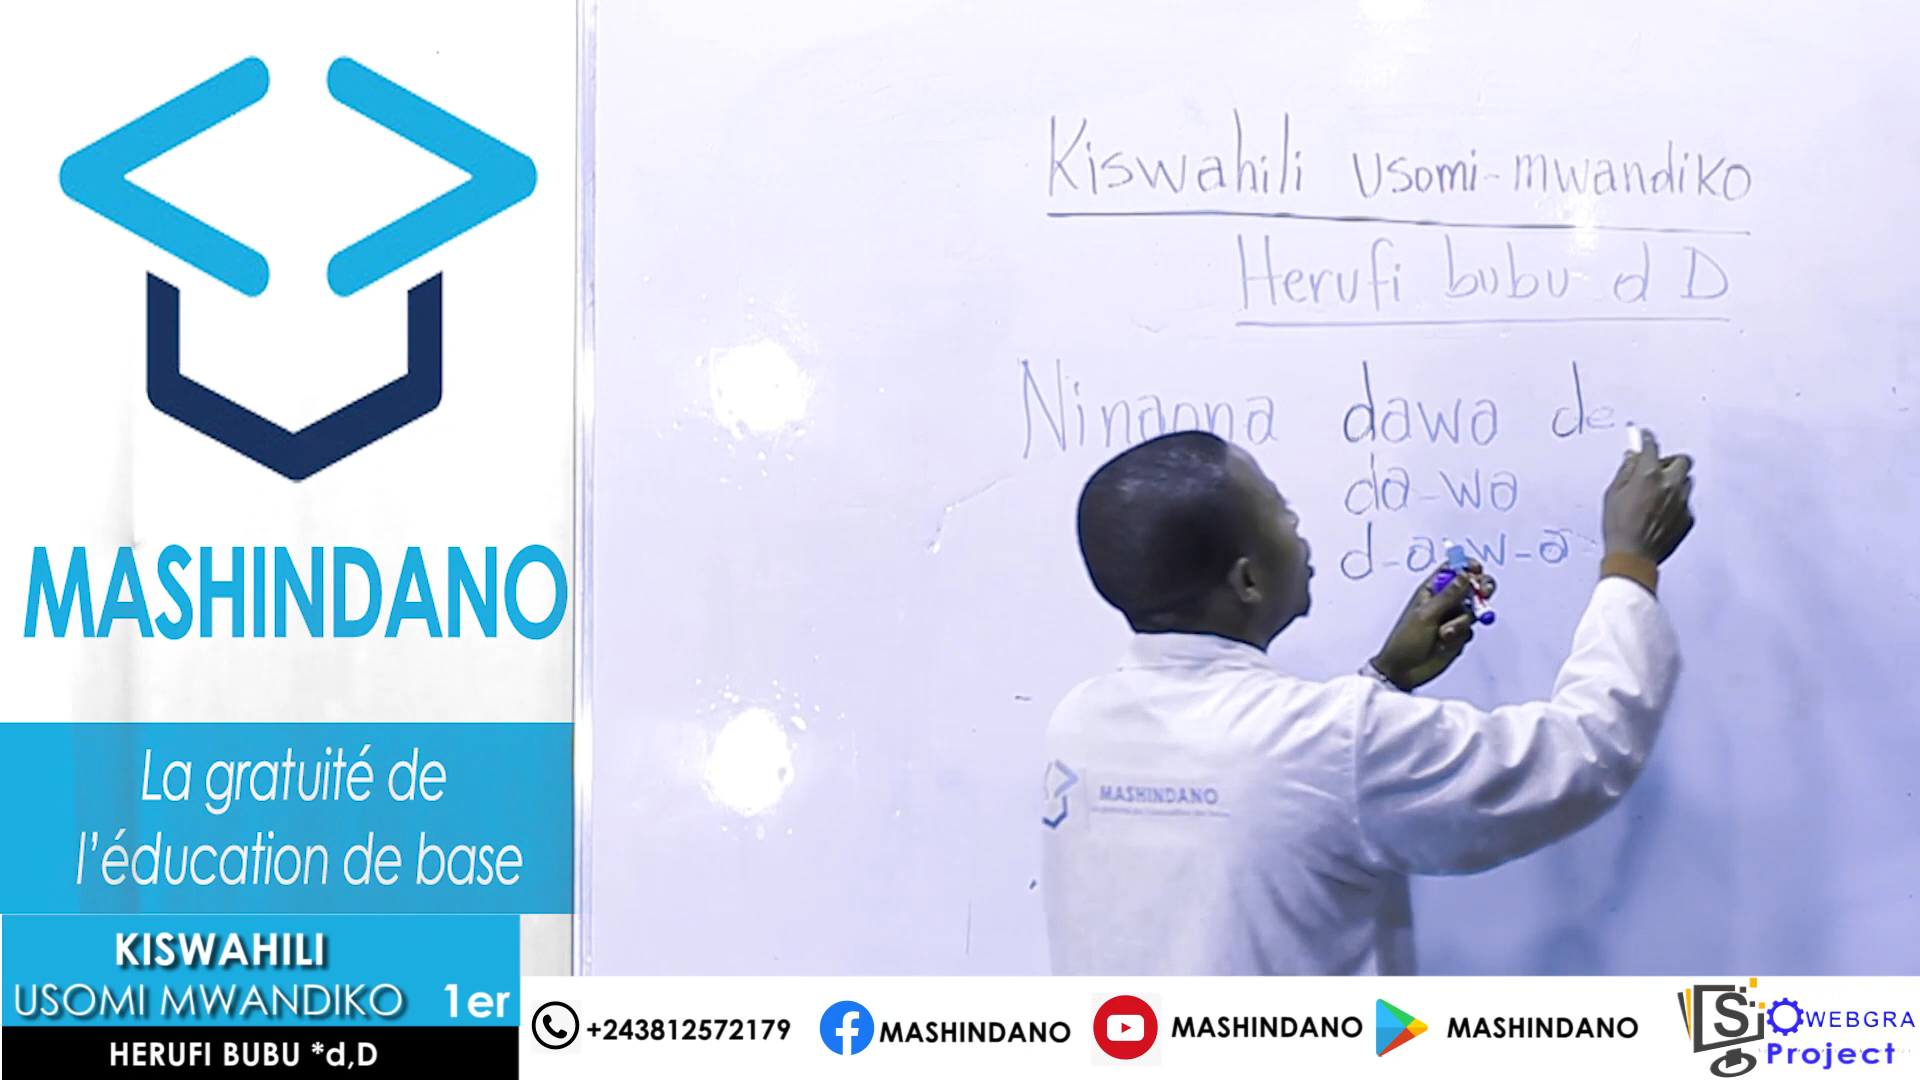 MASHINDANO
La gratuité de
l'éducation de base
KISWAHILI
USOMI MWANDIKO 1er
HERUFI BUBU *d,D
Kiswahili Usomi-mwandiko
Herufi bubu d D
Ninaona dawa de
da-wa
d-a-w-a
MASHINDANO
+243812572179 MASHINDANO MASHINDANO MASHINDANO
WEBGRA
Project